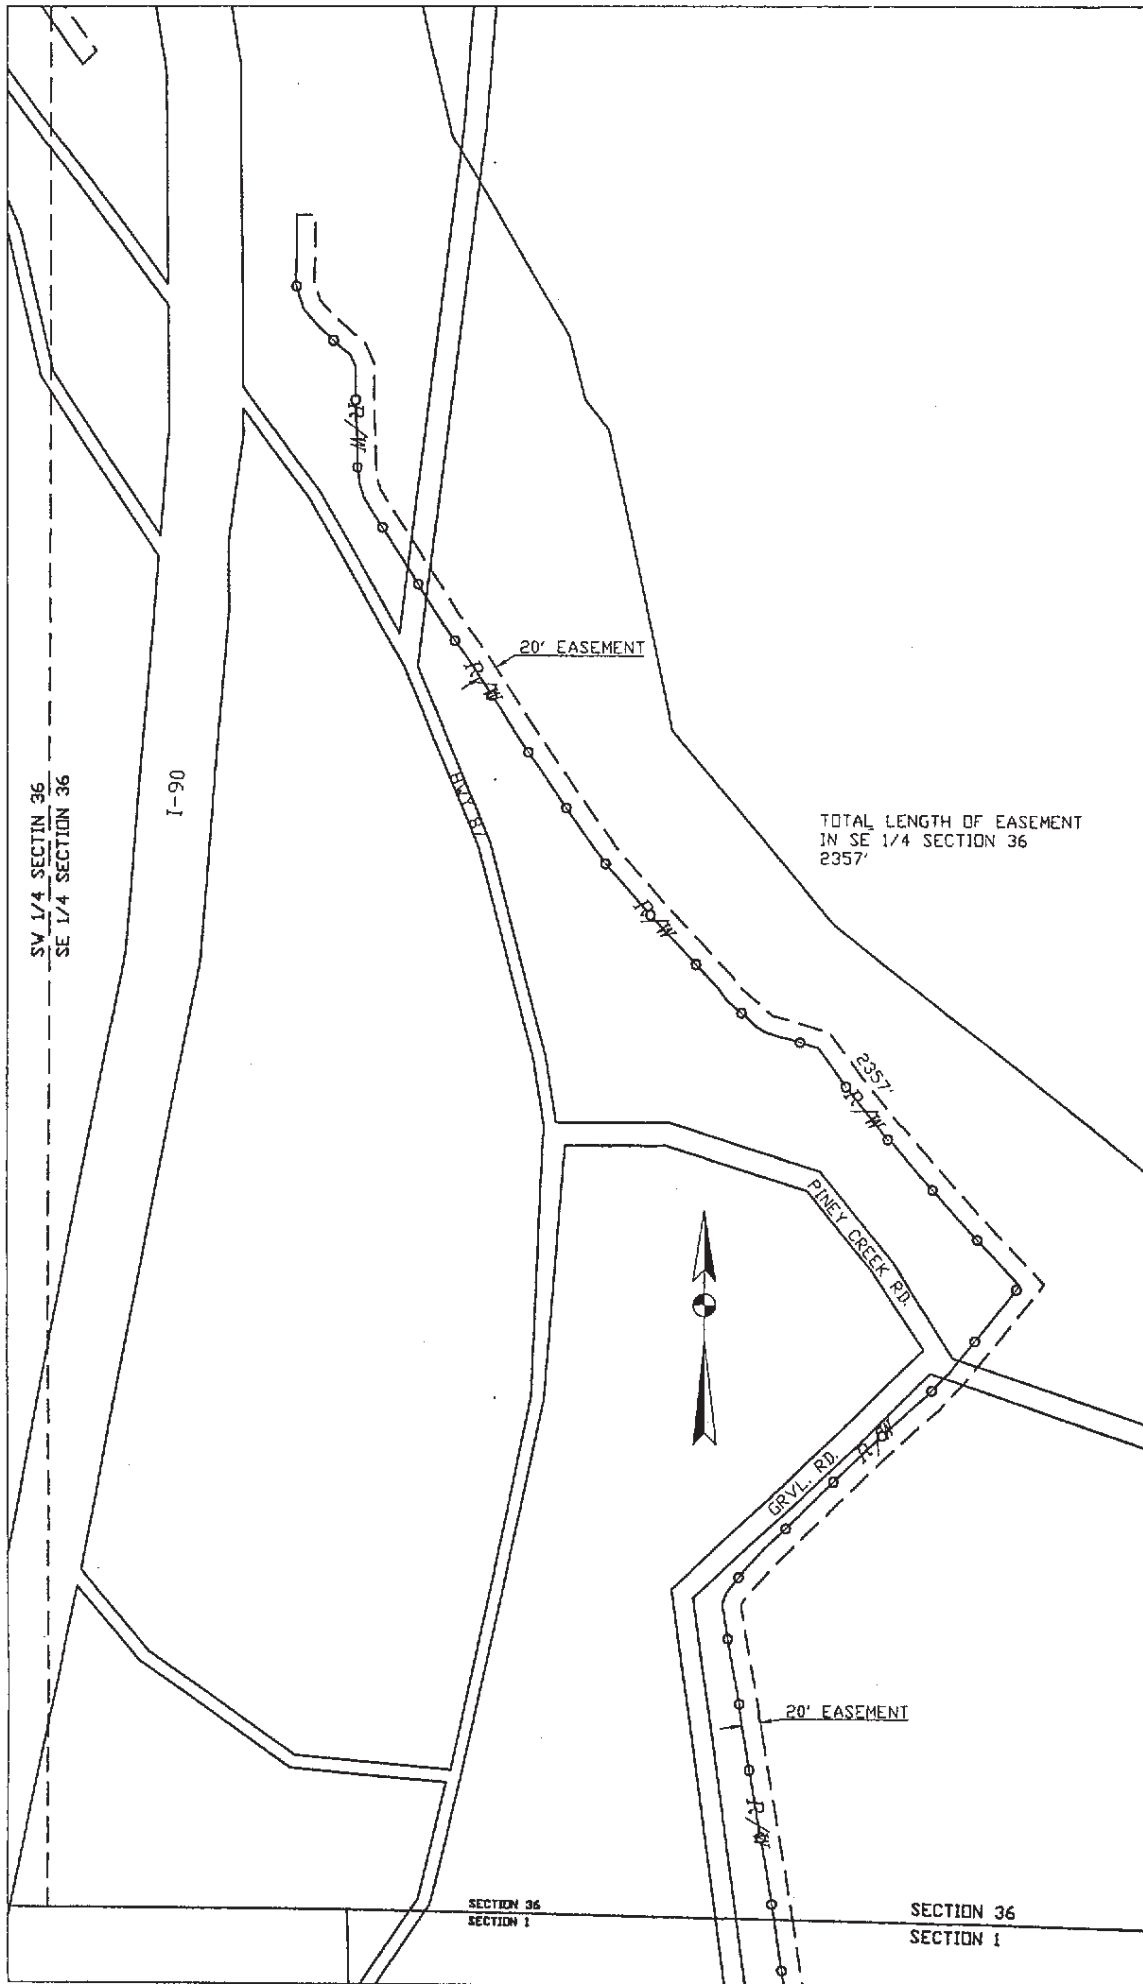 R/W
20' EASEMENT
R/W
SW 1/4 SECTIN 36
SE 1/4 SECTION 36
I-90
HWY 87
TOTAL LENGTH OF EASEMENT
IN SE 1/4 SECTION 36
2357'
R/W
2357'
R/W
PINEY CREEK RD.
R/W
GRVL. RD.
20' EASEMENT
R/W
SECTION 36
SECTION 1
SECTION 36
SECTION 1